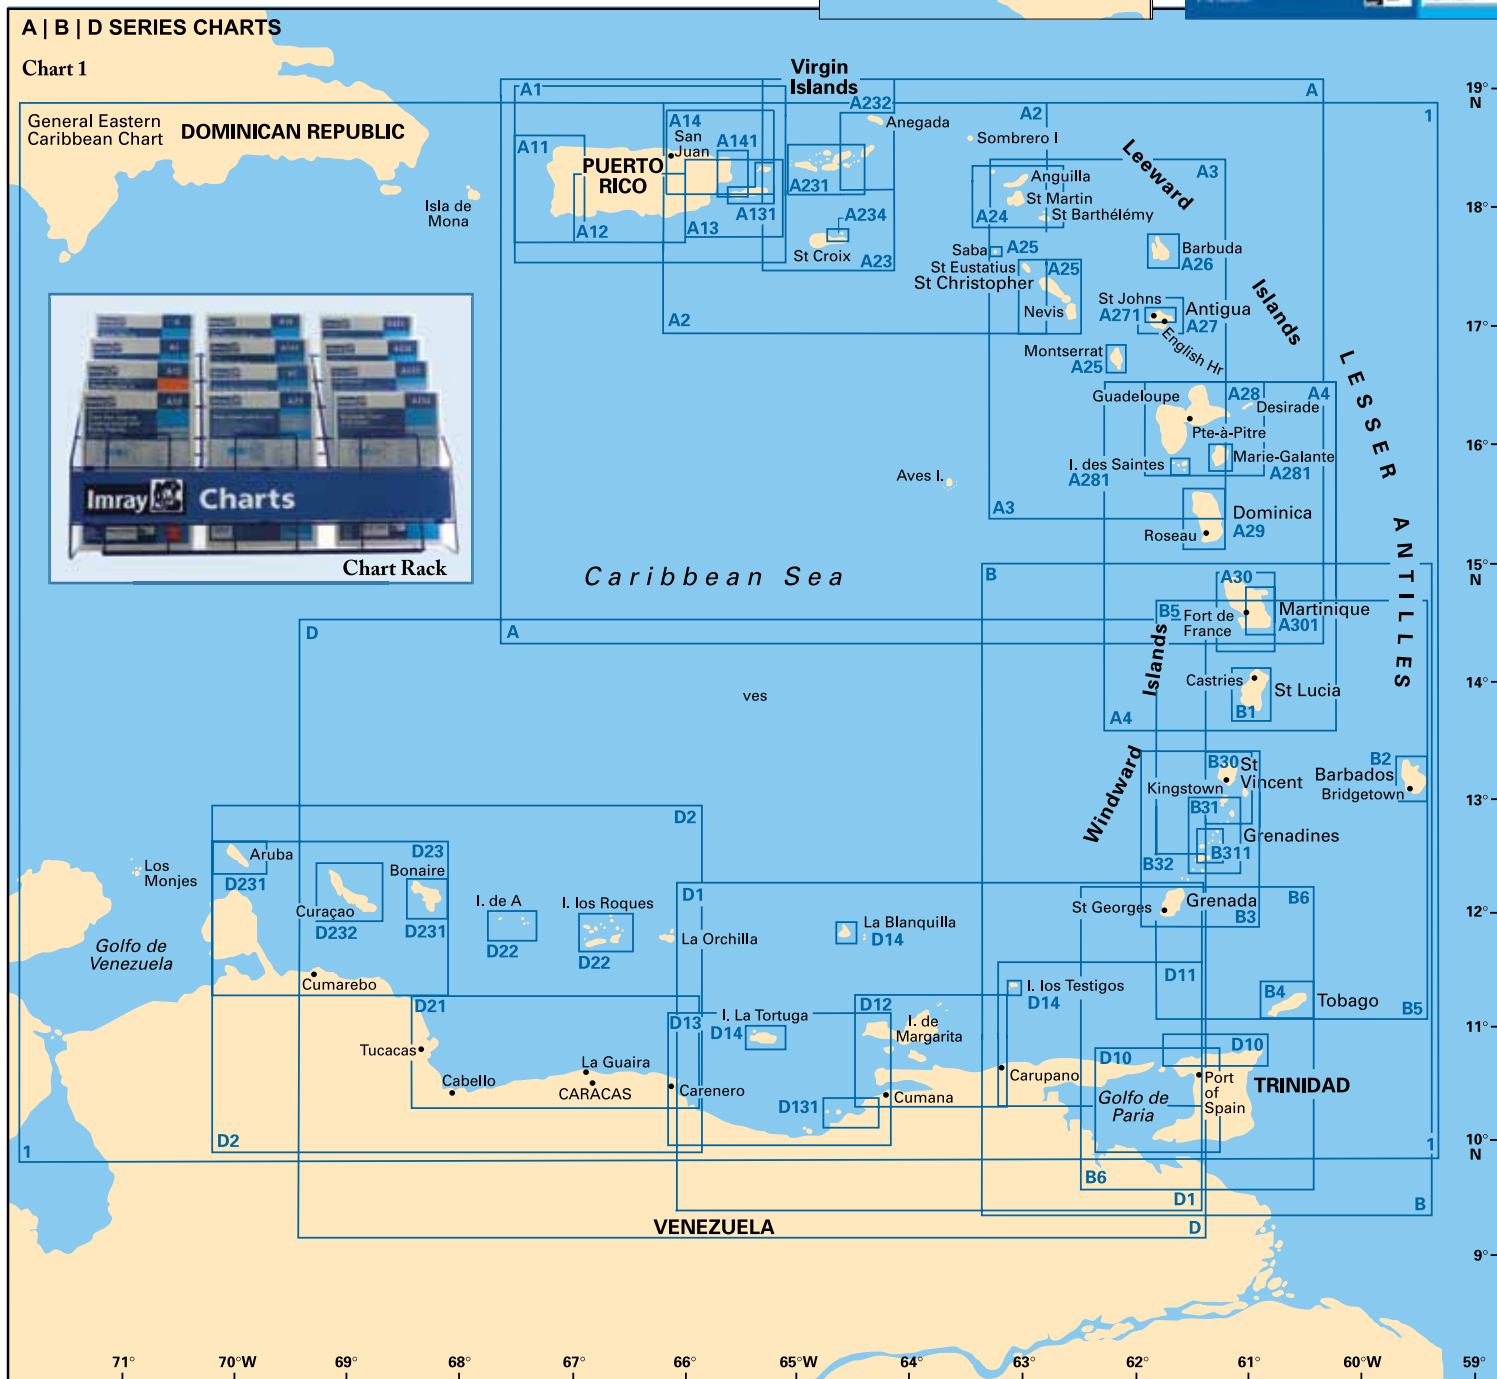 A | B | D SERIES CHARTS
Chart 1
General Eastern
Caribbean Chart
DOMINICAN REPUBLIC
Isla de
Mona
Virgin
Islands
A1
A
19°
N
1
A232
Anegada
A2
Sombrero I
A14
San
Juan
A141
A11
PUERTO
RICO
A231
A131
A12
A13
A234
St Croix
A23
A2
Leeward
Islands
A3
Anguilla
St Martin
St Barthélémy
A24
18°
Saba
A25
St Eustatius
A25
St Christopher
Nevis
Barbuda
A26
St Johns
A271
Antigua
A27
English Hr
17°
Montserrat
A25
LESSER ANTILLES
Guadeloupe
A28
A4
Desirade
Pte-à-Pitre
16°
I. des Saintes
A281
Marie-Galante
A281
Aves I.
A3
Dominica
A29
Roseau
Imray Charts
Chart Rack
Caribbean Sea
15°
N
B
A30
B5
Martinique
A301
Fort de
France
D
A
ves
Windward
Islands
Castries
St Lucia
B1
14°
A4
B30
St
Vincent
Kingstown
B2
Barbados
Bridgetown
13°
B31
Grenadines
B311
B32
D2
Los
Monjes
Aruba
D231
D23
Bonaire
D231
Curaçao
D232
I. de A
D22
I. los Roques
D22
D1
La Orchilla
La Blanquilla
D14
St Georges
Grenada
B3
B6
12°
Golfo de
Venezuela
Cumarebo
D21
D11
I. los Testigos
D14
B4
Tobago
B5
11°
D13
I. La Tortuga
D14
D12
I. de
Margarita
Tucacas
Cabello
La Guaira
CARACAS
Carenero
D131
Cumana
Carupano
D10
D10
Golfo de
Paria
Port
of
Spain
TRINIDAD
1
D2
1
10°
N
B6
D1
B
VENEZUELA
D
9°
71°
70°W
69°
68°
67°
66°
65°W
64°
63°
62°
61°
60°W
59°